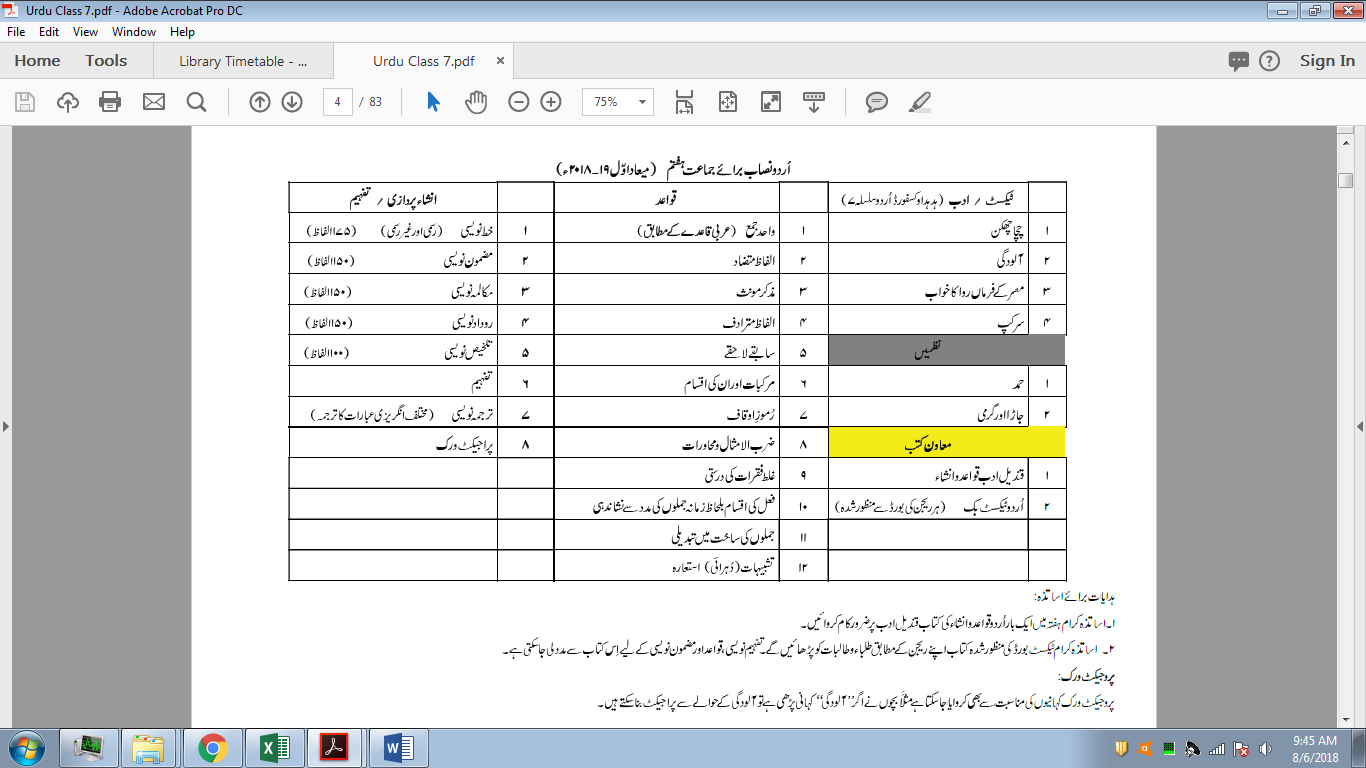 Urdu Class 7.pdf - Adobe Acrobat Pro DC
File Edit View Window Help
Home Tools Library Timetable - ... Urdu Class 7.pdf × Sign In
4 / 83 75%
اُردو نصاب برائے جماعت ہفتم (میعاد اوّل ۱۹۔۲۰۱۸ء)
ٹیکسٹ / ادب (ہدہد اوکسفورڈ اُردو سلسلہ ۷) قواعد انشاء پردازی / تفہیم
۱ چچا چھکن ۱ واحد جمع (عربی قاعدے کے مطابق) ۱ خط نویسی (رسمی اور غیر رسمی) (۱۷۵ الفاظ)
۲ آلودگی ۲ الفاظ متضاد ۲ مضمون نویسی (۱۵۰ الفاظ)
۳ مصر کے فرماں روا کا خواب ۳ مذکر مونث ۳ مکالمہ نویسی (۱۵۰ الفاظ)
۴ سرکپ ۴ الفاظ مترادف ۴ روداد نویسی (۱۵۰ الفاظ)
نظمیں ۵ سابقے لاحقے ۵ تلخیص نویسی (۱۰۰ الفاظ)
۱ حمد ۶ مرکبات اور ان کی اقسام ۶ تفہیم
۲ جاڑا اور گرمی ۷ رُموزِ اوقاف ۷ ترجمہ نویسی (مختلف انگریزی عبارات کا ترجمہ)
معاون کتب ۸ ضرب الامثال و محاورات ۸ پراجیکٹ ورک
۱ قندیل ادب قواعد و انشاء ۹ غلط فقرات کی درستی
۲ اُردو ٹیکسٹ بک (ہر ریجن کی بورڈ سے منظور شدہ) ۱۰ فعل کی اقسام بلحاظ زمانہ جملوں کی مدد سے نشاندہی
۱۱ جملوں کی ساخت میں تبدیلی
۱۲ تشبیہات (دُہرائی) استعارہ
ہدایات برائے اساتذہ:
۱۔ اساتذہ کرام ہفتہ میں ایک بار اُردو قواعد و انشاء کی کتاب قندیل ادب پر ضرور کام کروائیں۔
۲۔ اساتذہ کرام ٹیکسٹ بورڈ کی منظور شدہ کتاب اپنے ریجن کے مطابق طلباء و طالبات کو پڑھائیں گے۔ تفہیم نویسی، قواعد اور مضمون نویسی کے لیے اِس کتاب سے مدد لی جاسکتی ہے۔
پروجیکٹ ورک:
پروجیکٹ ورک کہانیوں کی مناسبت سے بھی کروایا جاسکتا ہے مثلاً بچوں نے اگر ”آلودگی“ کہانی پڑھی ہے تو آلودگی کے حوالے سے پراجیکٹ بنا سکتے ہیں۔
9:45 AM
8/6/2018